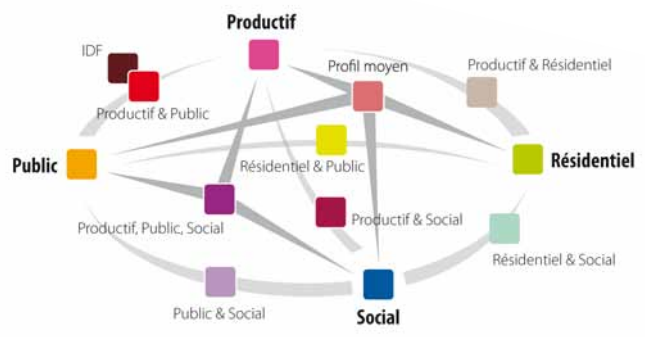 Productif
IDF
Profil moyen
Productif & Résidentiel
Productif & Public
Public
Résidentiel & Public
Résidentiel
Productif, Public, Social
Productif & Social
Résidentiel & Social
Public & Social
Social